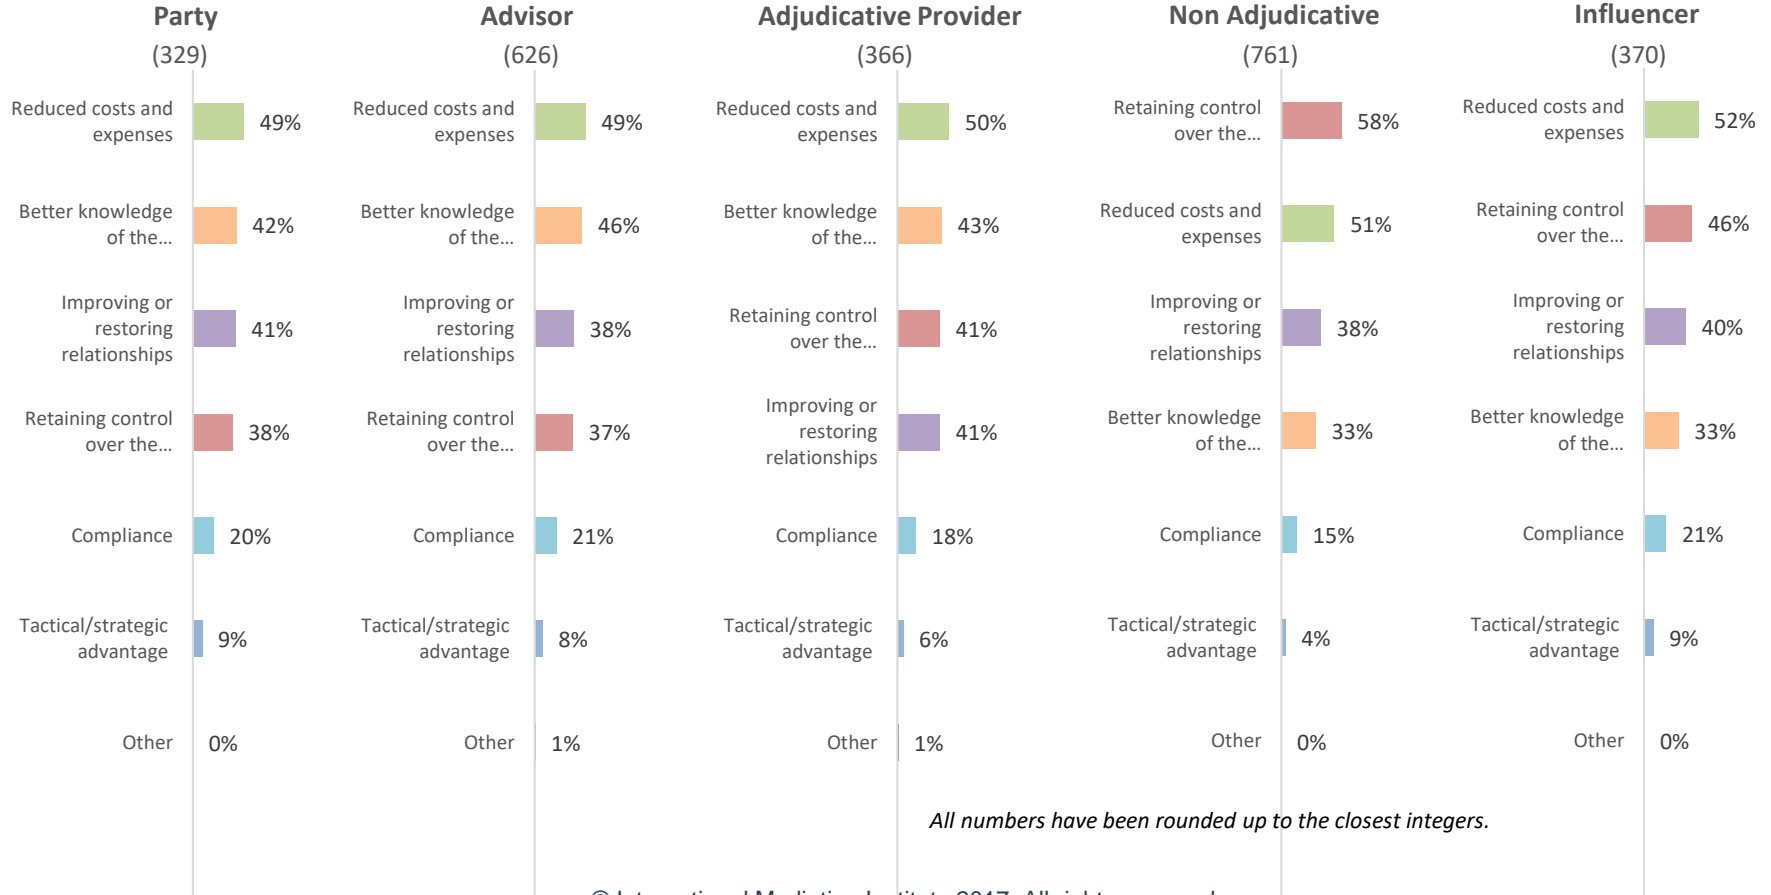 Party
(329)
Reduced costs and
expenses
49%
Better knowledge
of the...
42%
Improving or
restoring
relationships
41%
Retaining control
over the...
38%
Compliance
20%
Tactical/strategic
advantage
9%
Other
0%
Advisor
(626)
Reduced costs and
expenses
49%
Better knowledge
of the...
46%
Improving or
restoring
relationships
38%
Retaining control
over the...
37%
Compliance
21%
Tactical/strategic
advantage
8%
Other
1%
Adjudicative Provider
(366)
Reduced costs and
expenses
50%
Better knowledge
of the...
43%
Retaining control
over the...
41%
Improving or
restoring
relationships
41%
Compliance
18%
Tactical/strategic
advantage
6%
Other
1%
Non Adjudicative
(761)
Retaining control
over the...
58%
Reduced costs and
expenses
51%
Improving or
restoring
relationships
38%
Better knowledge
of the...
33%
Compliance
15%
Tactical/strategic
advantage
4%
Other
0%
Influencer
(370)
Reduced costs and
expenses
52%
Retaining control
over the...
46%
Improving or
restoring
relationships
40%
Better knowledge
of the...
33%
Compliance
21%
Tactical/strategic
advantage
9%
Other
0%
All numbers have been rounded up to the closest integers.
© International Mediation Institute 2017. All rights reserved